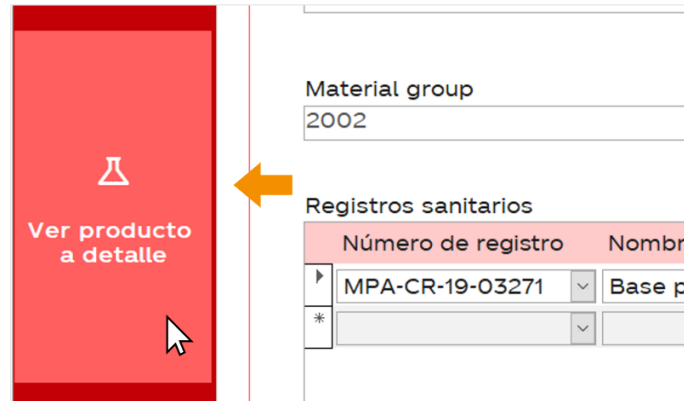 Ver producto
a detalle
Material group
2002
Registros sanitarios
Número de registro Nombr
MPA-CR-19-03271 Base p
*